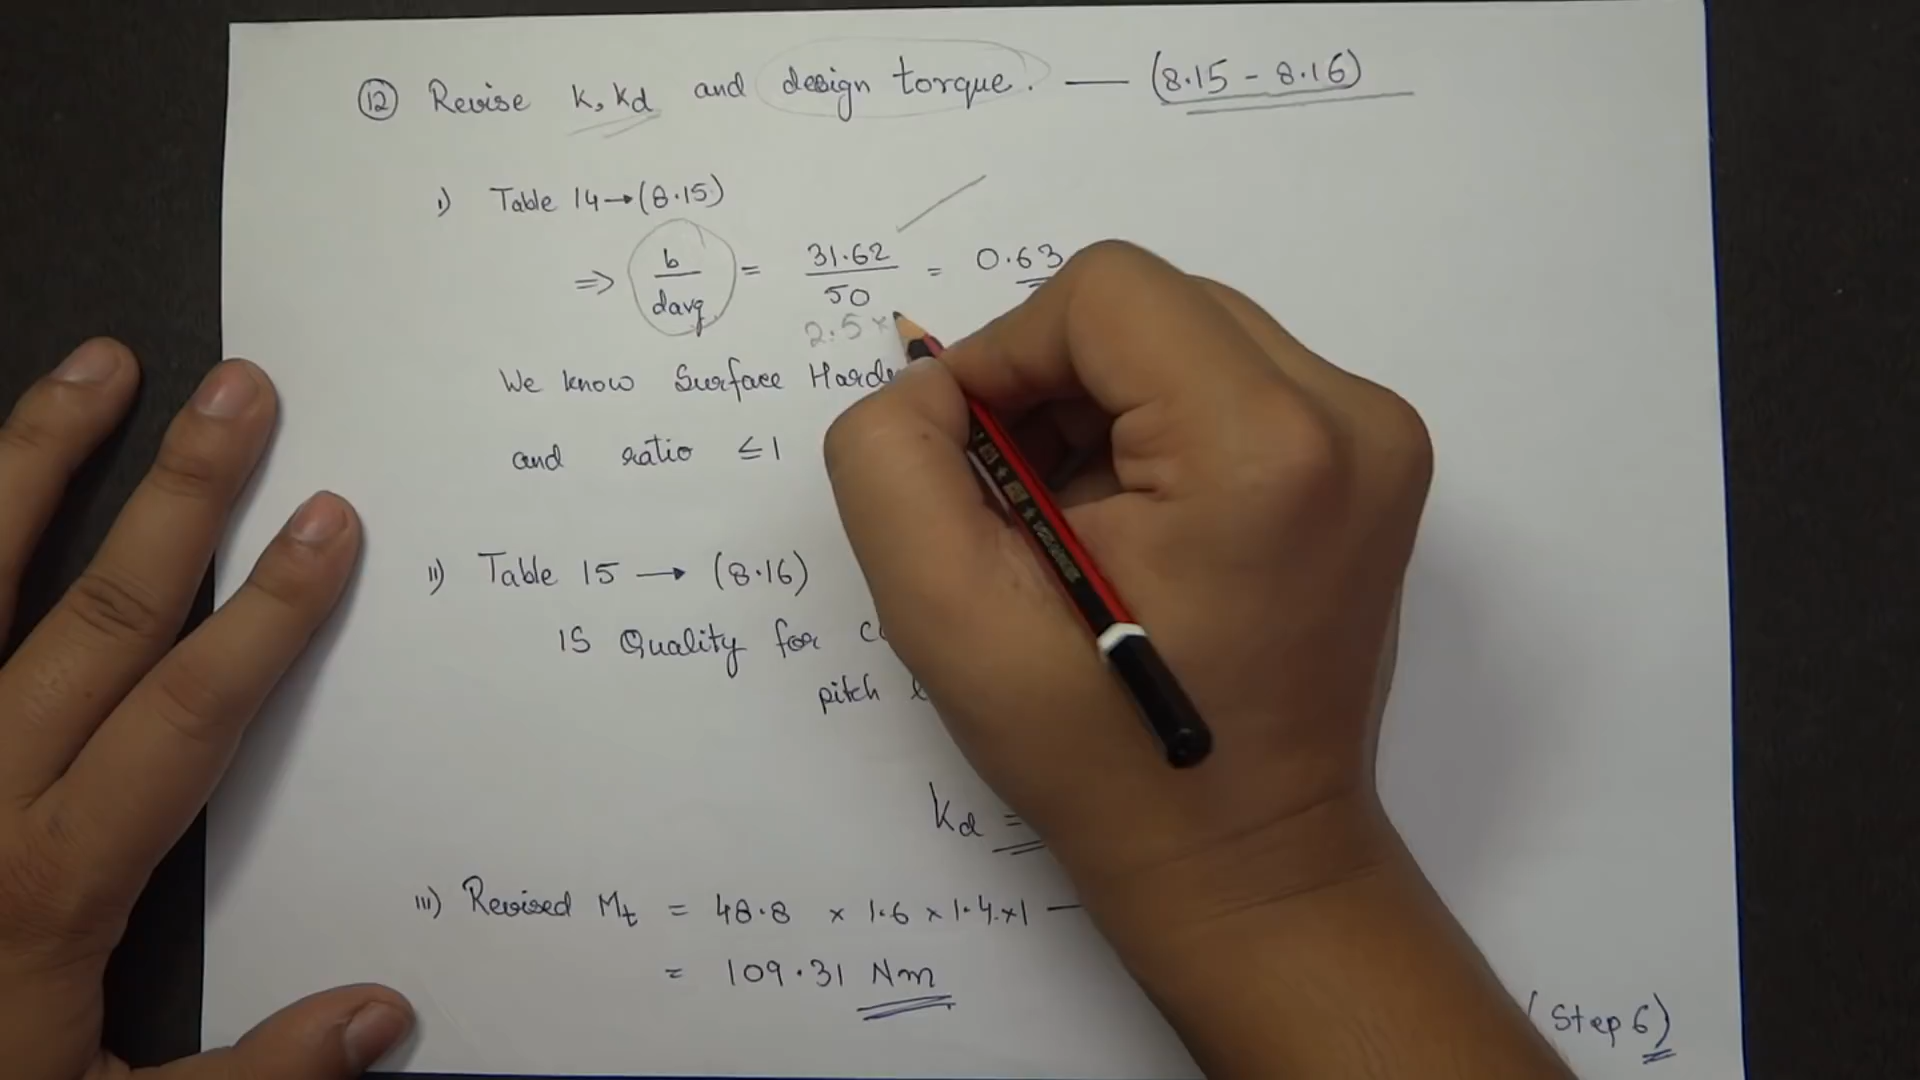 12 Revise K, Kd and design torque. — (8.15 - 8.16)
i) Table 14 → (8.15)
⇒ b/davg = 31.62/50 = 0.63
2.5 ×
We know Surface
and ratio ≤ 1
ii) Table 15 → (8.16)
IS Quality for
pitch
Kd =
iii) Revised Mt = 48.8 × 1.6 × 1.4 × 1 —
= 109.31 Nm
(Step 6)